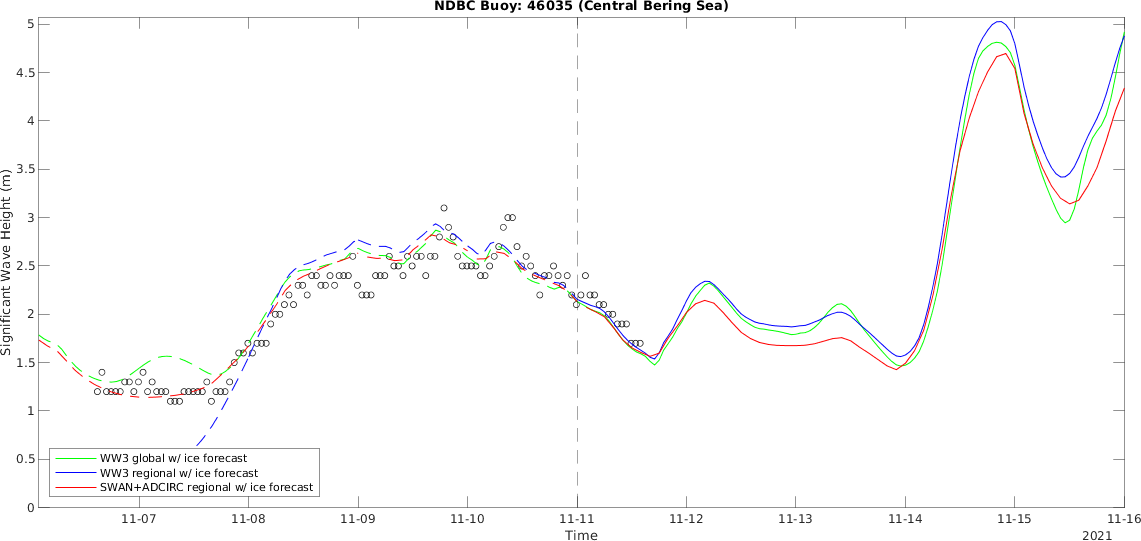 NDBC Buoy: 46035 (Central Bering Sea)
Significant Wave Height (m)
5
4.5
4
3.5
3
2.5
2
1.5
1
0.5
0
WW3 global w/ ice forecast
WW3 regional w/ ice forecast
SWAN+ADCIRC regional w/ ice forecast
11-07 11-08 11-09 11-10 11-11 11-12 11-13 11-14 11-15 11-16
Time
2021